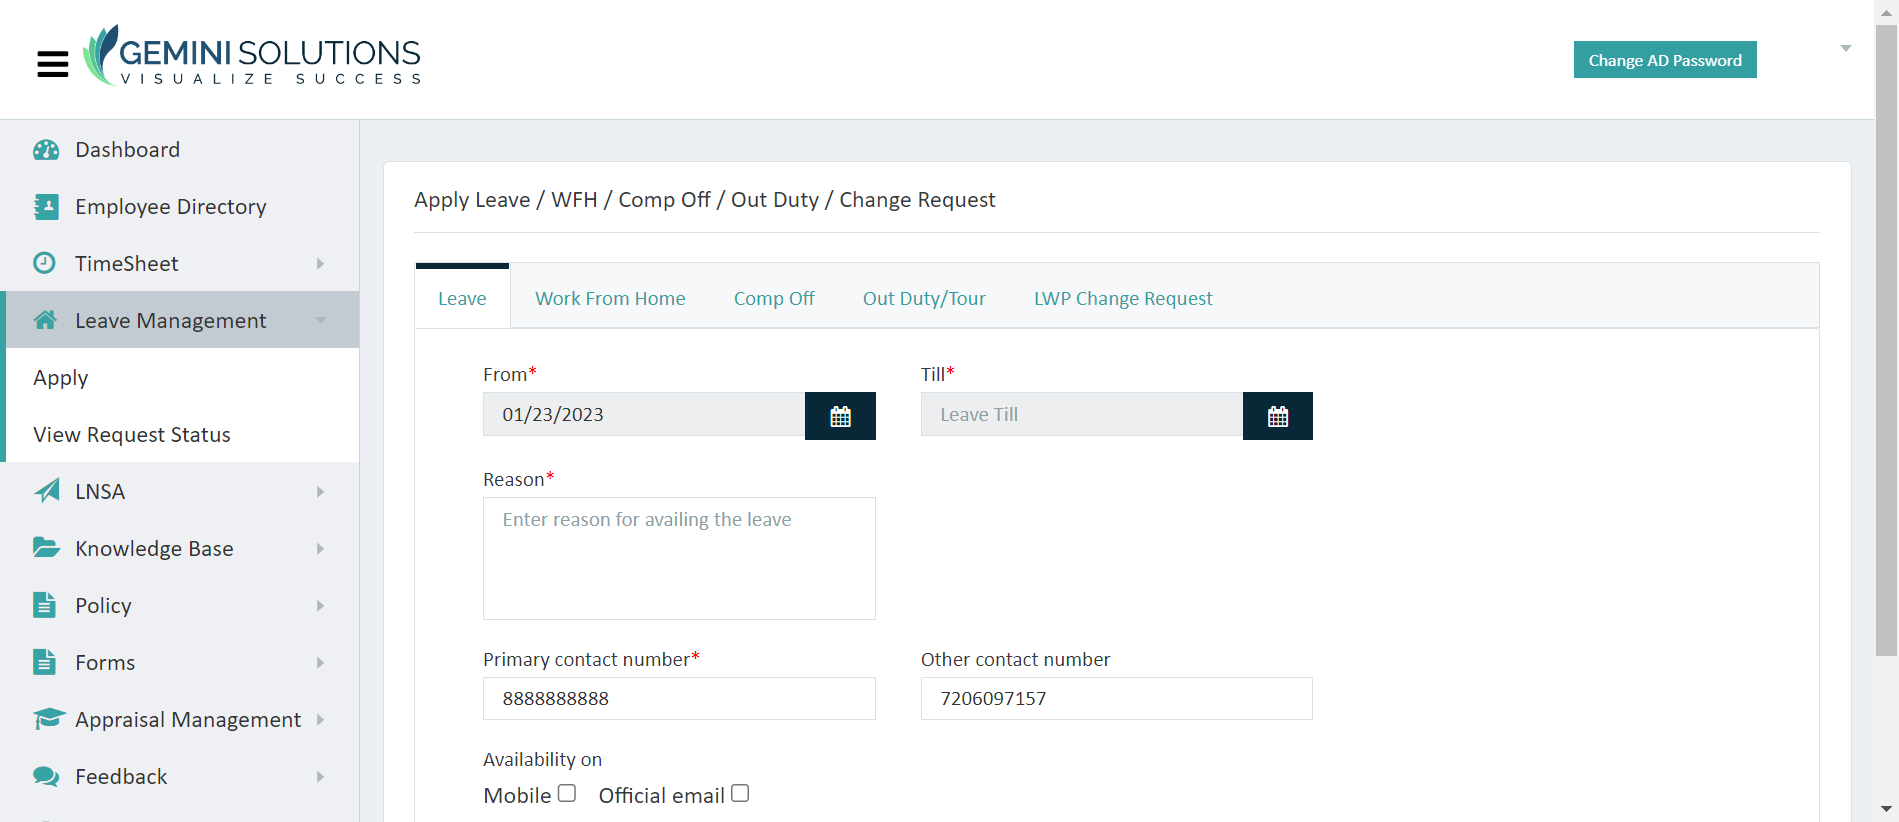 GEMINI SOLUTIONS
VISUALIZE SUCCESS
Change AD Password
Dashboard
Employee Directory
TimeSheet
Leave Management
Apply
View Request Status
LNSA
Knowledge Base
Policy
Forms
Appraisal Management
Feedback
Apply Leave / WFH / Comp Off / Out Duty / Change Request
Leave
Work From Home
Comp Off
Out Duty/Tour
LWP Change Request
From*
Till*
01/23/2023
Leave Till
Reason*
Enter reason for availing the leave
Primary contact number*
Other contact number
8888888888
7206097157
Availability on
Mobile
Official email